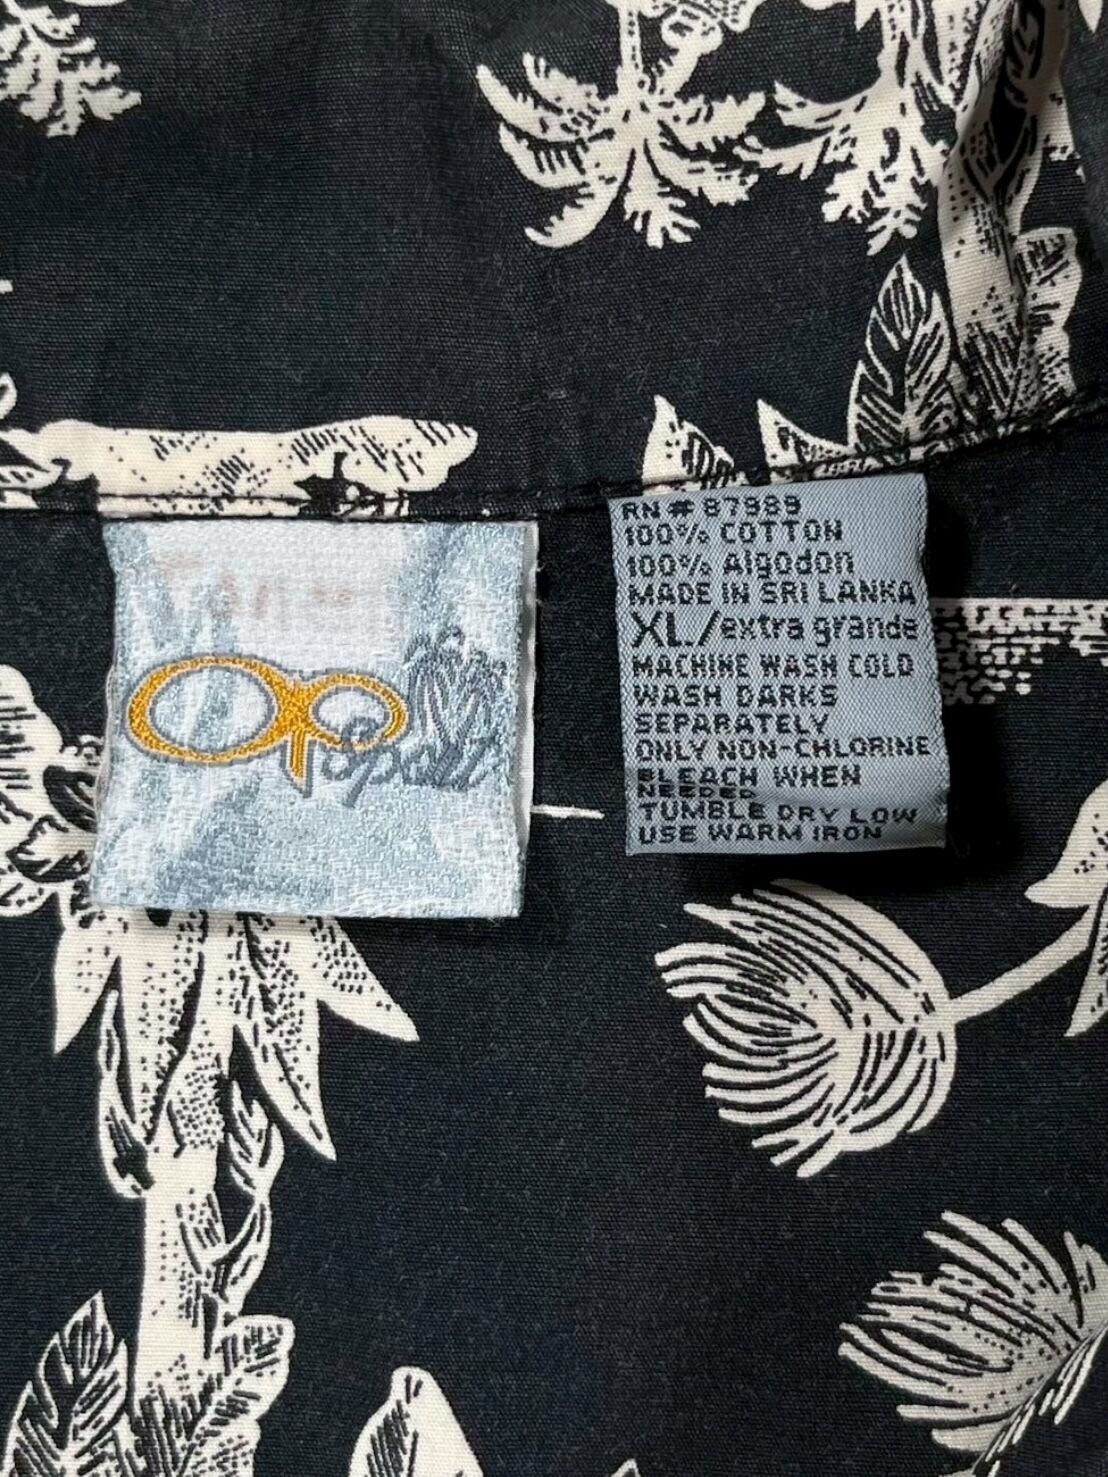 Op
Sport
RN# 87989
100% COTTON
100% Algodon
MADE IN SRI LANKA
XL/extra grande
MACHINE WASH COLD
WASH DARKS
SEPARATELY
ONLY NON-CHLORINE
BLEACH WHEN
NEEDED
TUMBLE DRY LOW
USE WARM IRON